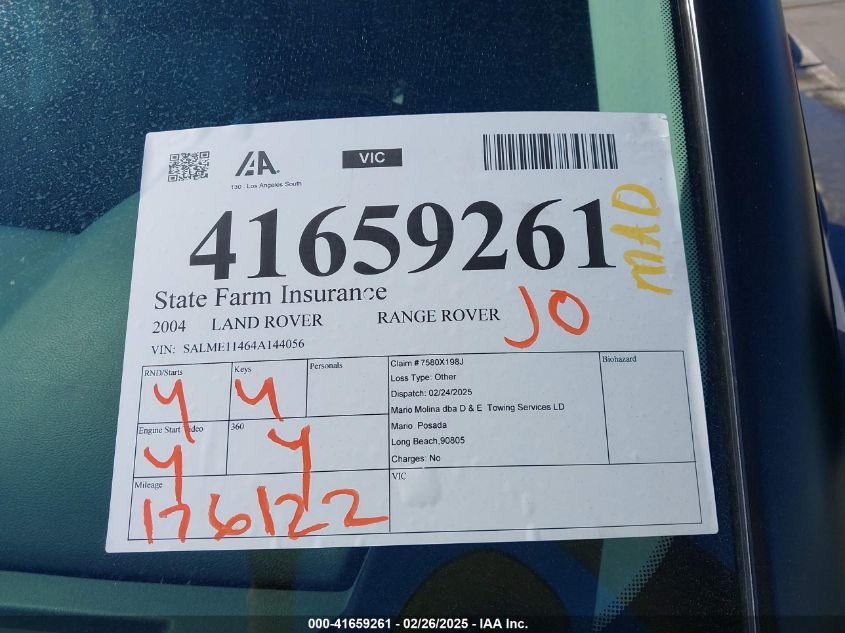 IAA
VIC
130 - Los Angeles South
41659261
MAD
State Farm Insurance
2004 LAND ROVER RANGE ROVER
JO
VIN: SALME11464A144056
RND/Starts Keys Personals
Y Y
Engine Start Video 360
Y Y
Mileage
176122
Claim # 7580X198J
Loss Type: Other
Dispatch: 02/24/2025
Mario Molina dba D & E Towing Services LD
Mario Posada
Long Beach,90805
Charges: No
Biohazard
VIC
000-41659261 - 02/26/2025 - IAA Inc.